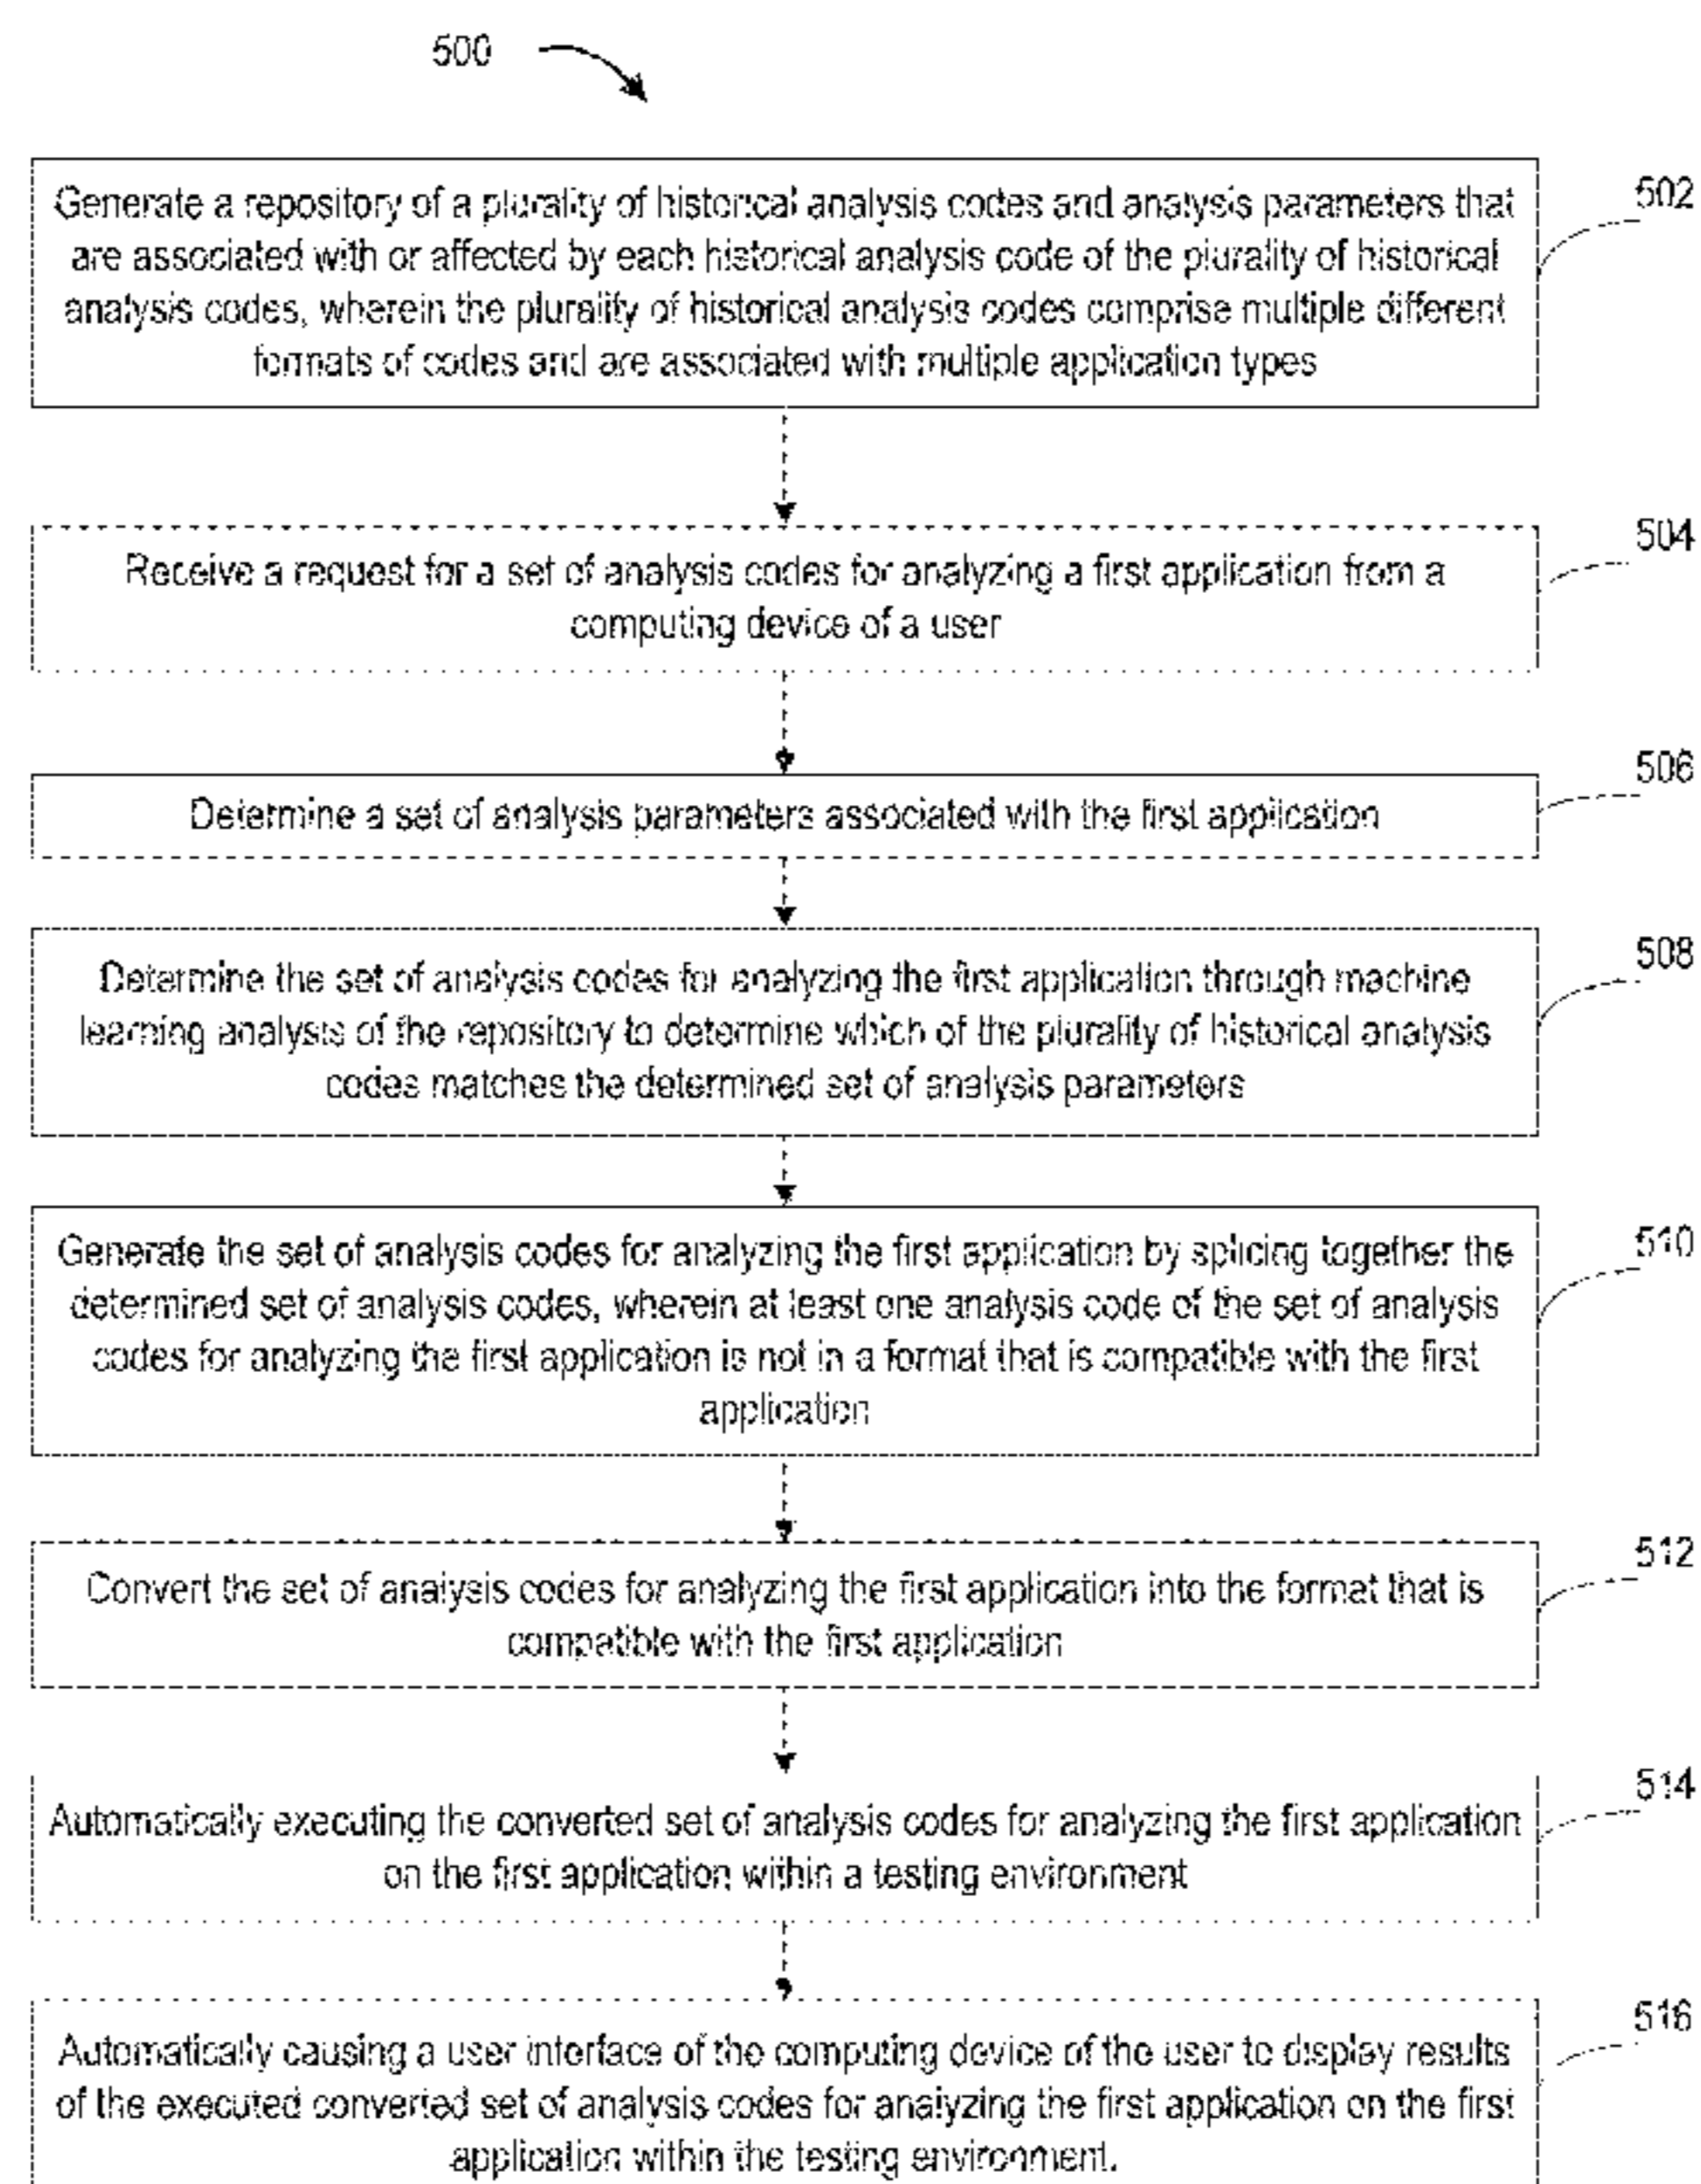 500
502
Generate a repository of a plurality of historical analysis codes and analysis parameters that
are associated with or affected by each historical analysis code of the plurality of historical
analysis codes, wherein the plurality of historical analysis codes comprise multiple different
formats of codes and are associated with multiple application types
504
Receive a request for a set of analysis codes for analyzing a first application from a
computing device of a user
506
Determine a set of analysis parameters associated with the first application
508
Determine the set of analysis codes for analyzing the first application through machine
learning analysis of the repository to determine which of the plurality of historical analysis
codes matches the determined set of analysis parameters
510
Generate the set of analysis codes for analyzing the first application by splicing together the
determined set of analysis codes, wherein at least one analysis code of the set of analysis
codes for analyzing the first application is not in a format that is compatible with the first
application
512
Convert the set of analysis codes for analyzing the first application into the format that is
compatible with the first application
514
Automatically executing the converted set of analysis codes for analyzing the first application
on the first application within a testing environment
516
Automatically causing a user interface of the computing device of the user to display results
of the executed converted set of analysis codes for analyzing the first application on the first
application within the testing environment.